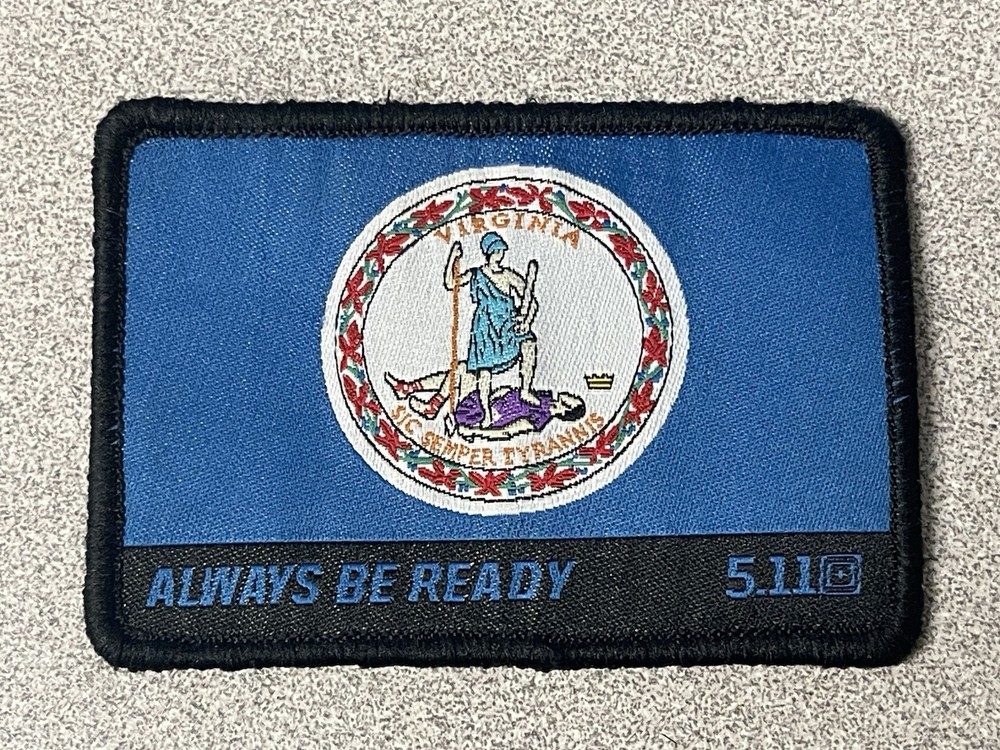 VIRGINIA
SIC SEMPER TYRANNIS
ALWAYS BE READY
5.11